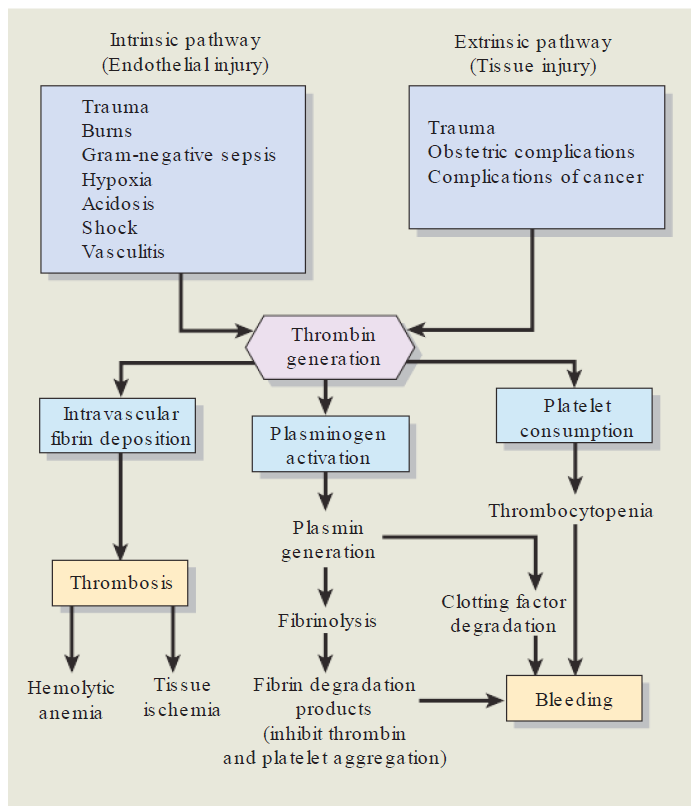 Intrinsic pathway
(Endothelial injury)
Extrinsic pathway
(Tissue injury)
Trauma
Burns
Gram-negative sepsis
Hypoxia
Acidosis
Shock
Vasculitis
Trauma
Obstetric complications
Complications of cancer
Thrombin
generation
Intravascular
fibrin deposition
Plasminogen
activation
Platelet
consumption
Thrombosis
Hemolytic
anemia
Tissue
ischemia
Plasmin
generation
Fibrinolysis
Fibrin degradation
products
(inhibit thrombin
and platelet aggregation)
Thrombocytopenia
Clotting factor
degradation
Bleeding